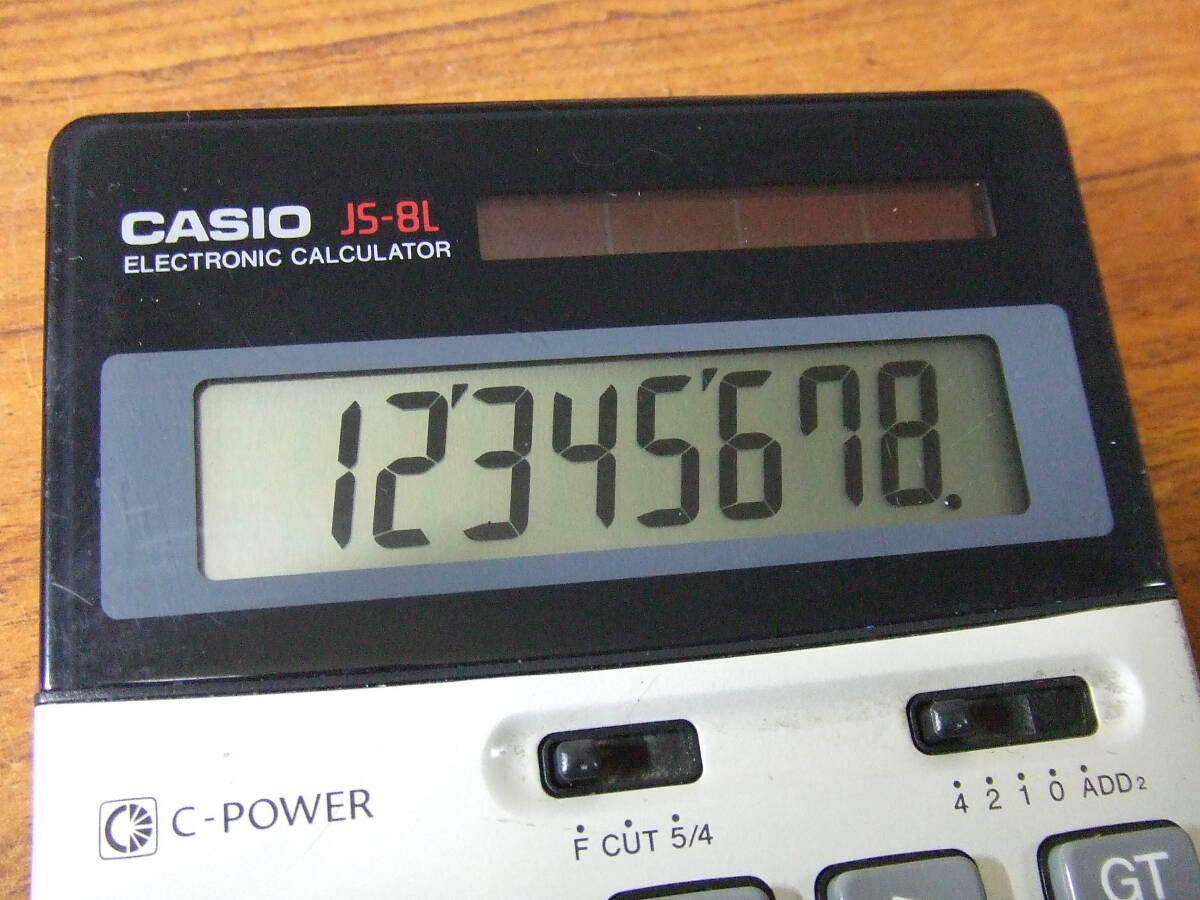 CASIO JS-8L
ELECTRONIC CALCULATOR
12'345'678.
C-POWER
F CUT 5/4
4 2 1 0 ADD2
GT